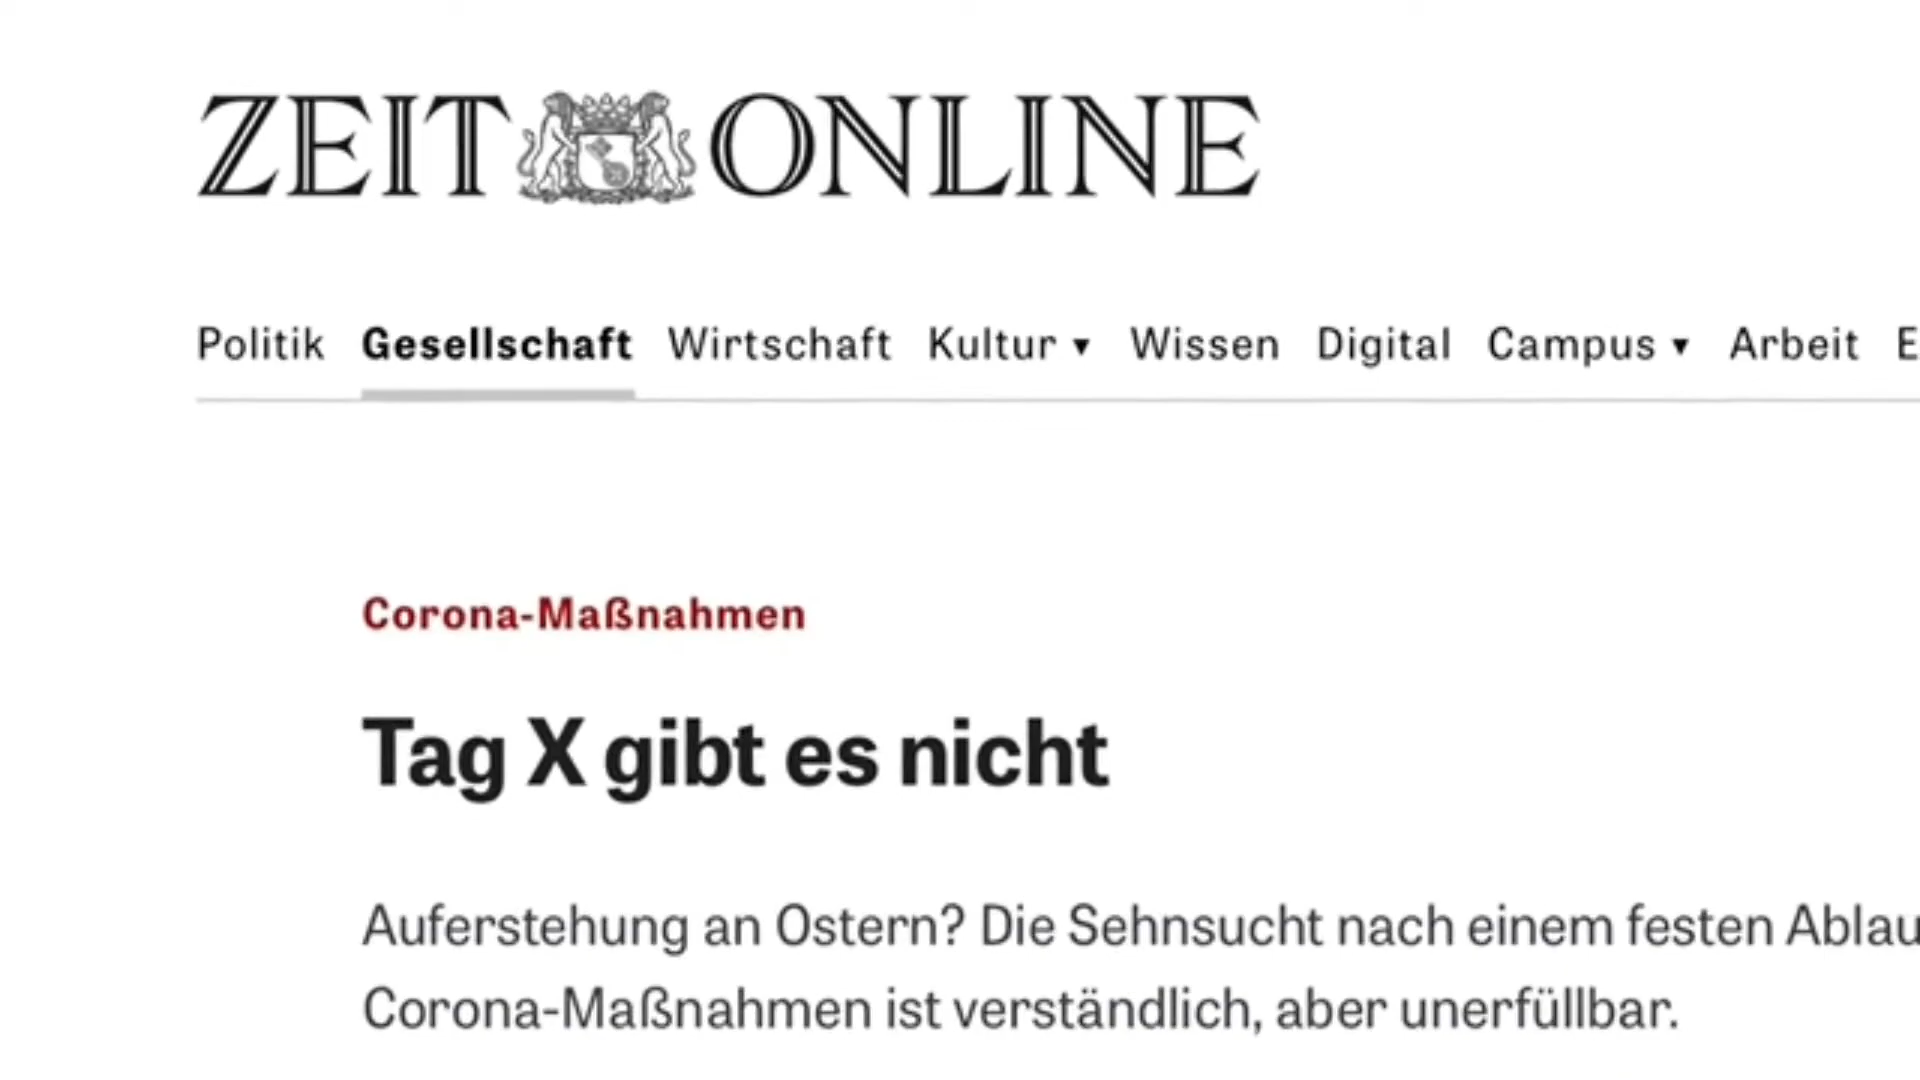 ZEIT ONLINE
Politik Gesellschaft Wirtschaft Kultur ▼ Wissen Digital Campus ▼ Arbeit
Corona-Maßnahmen
Tag X gibt es nicht
Auferstehung an Ostern? Die Sehnsucht nach einem festen
Corona-Maßnahmen ist verständlich, aber unerfüllbar.